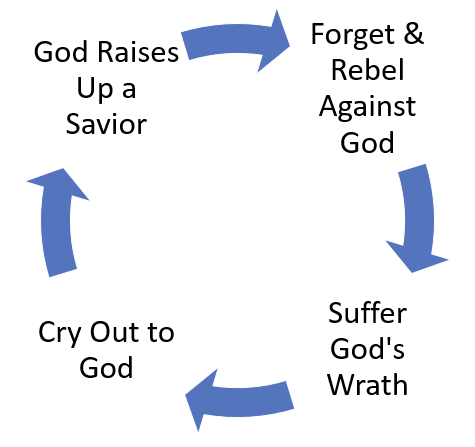 God Raises
Up a
Savior
Forget &
Rebel
Against
God
Suffer
God's
Wrath
Cry Out to
God